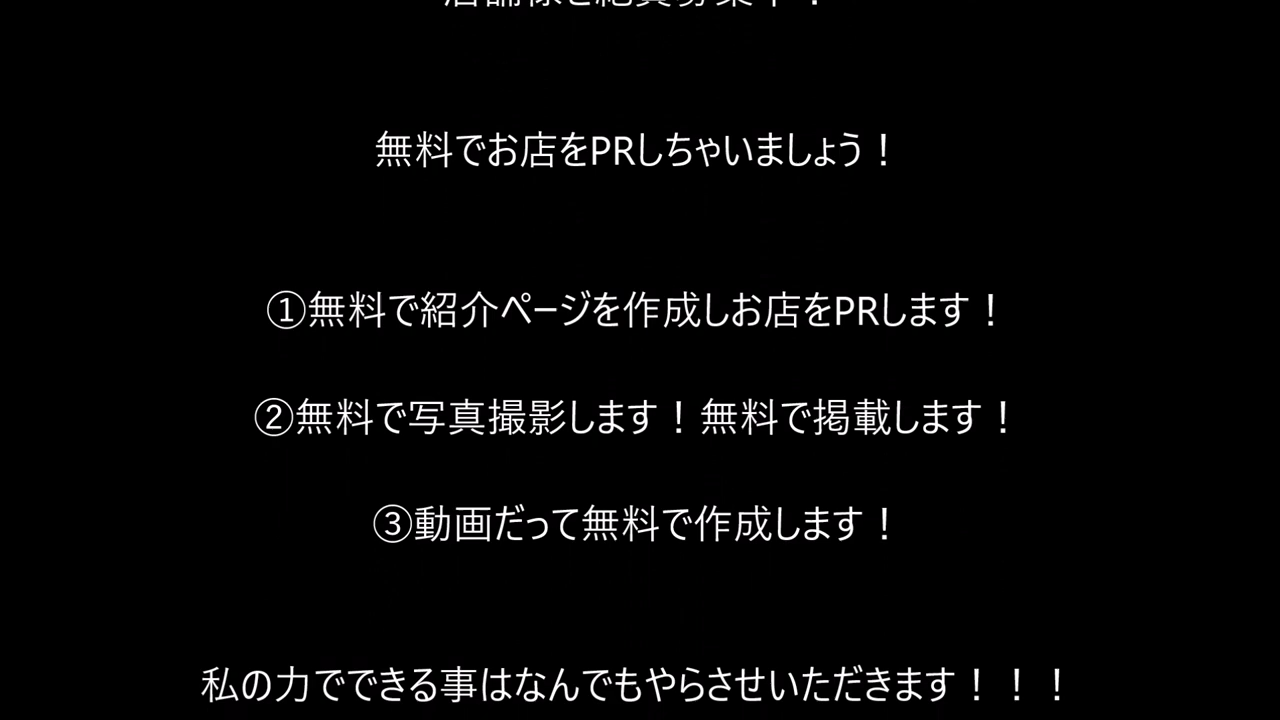 無料でお店をPRしちゃいましょう！
①無料で紹介ページを作成しお店をPRします！
②無料で写真撮影します！無料で掲載します！
③動画だって無料で作成します！
私の力でできる事はなんでもやらさせいただきます！！！